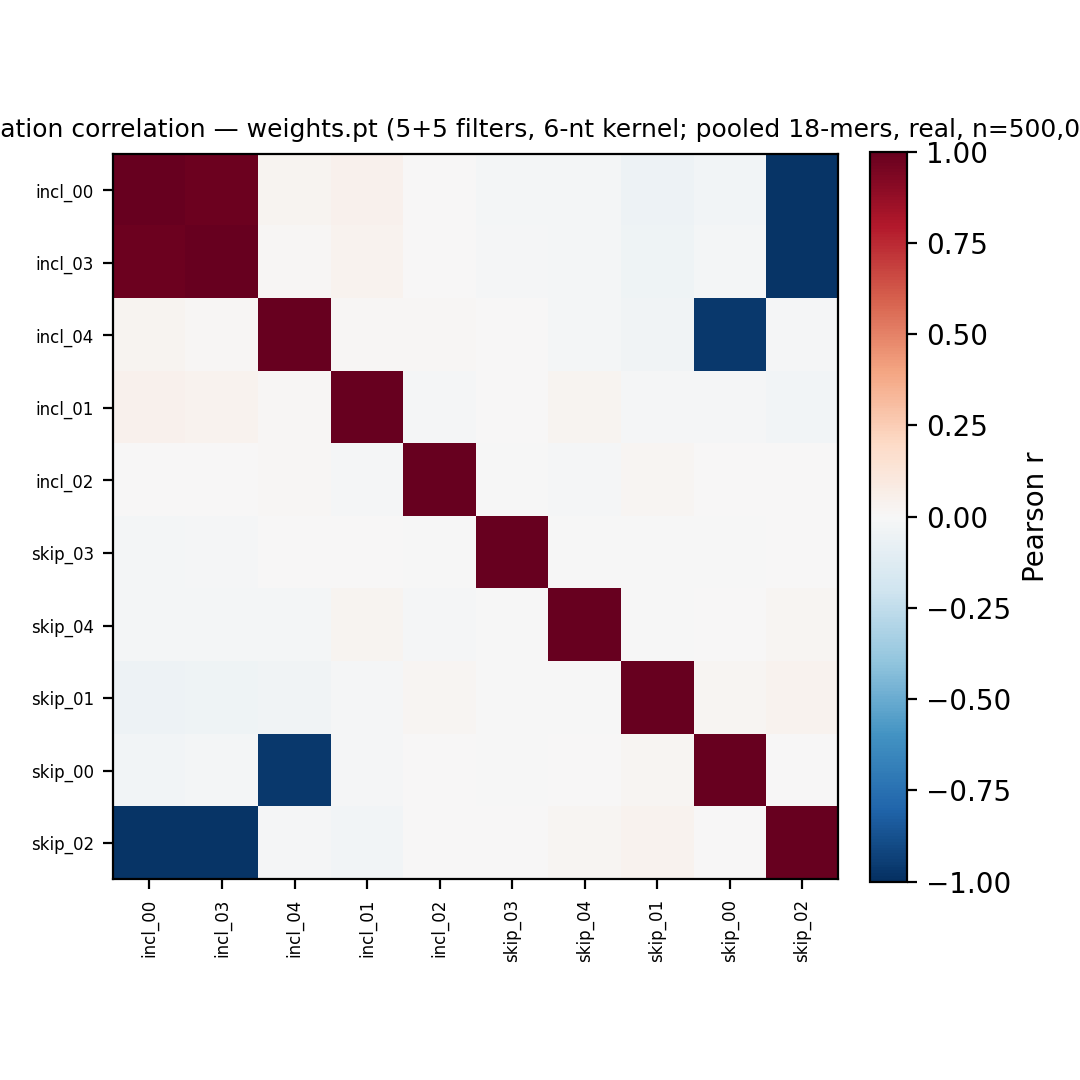 ation correlation — weights.pt (5+5 filters, 6-nt kernel; pooled 18-mers, real, n=500,0
incl_00
incl_03
incl_04
incl_01
incl_02
skip_03
skip_04
skip_01
skip_00
skip_02
incl_00
incl_03
incl_04
incl_01
incl_02
skip_03
skip_04
skip_01
skip_00
skip_02
1.00
0.75
0.50
0.25
0.00
−0.25
−0.50
−0.75
−1.00
Pearson r